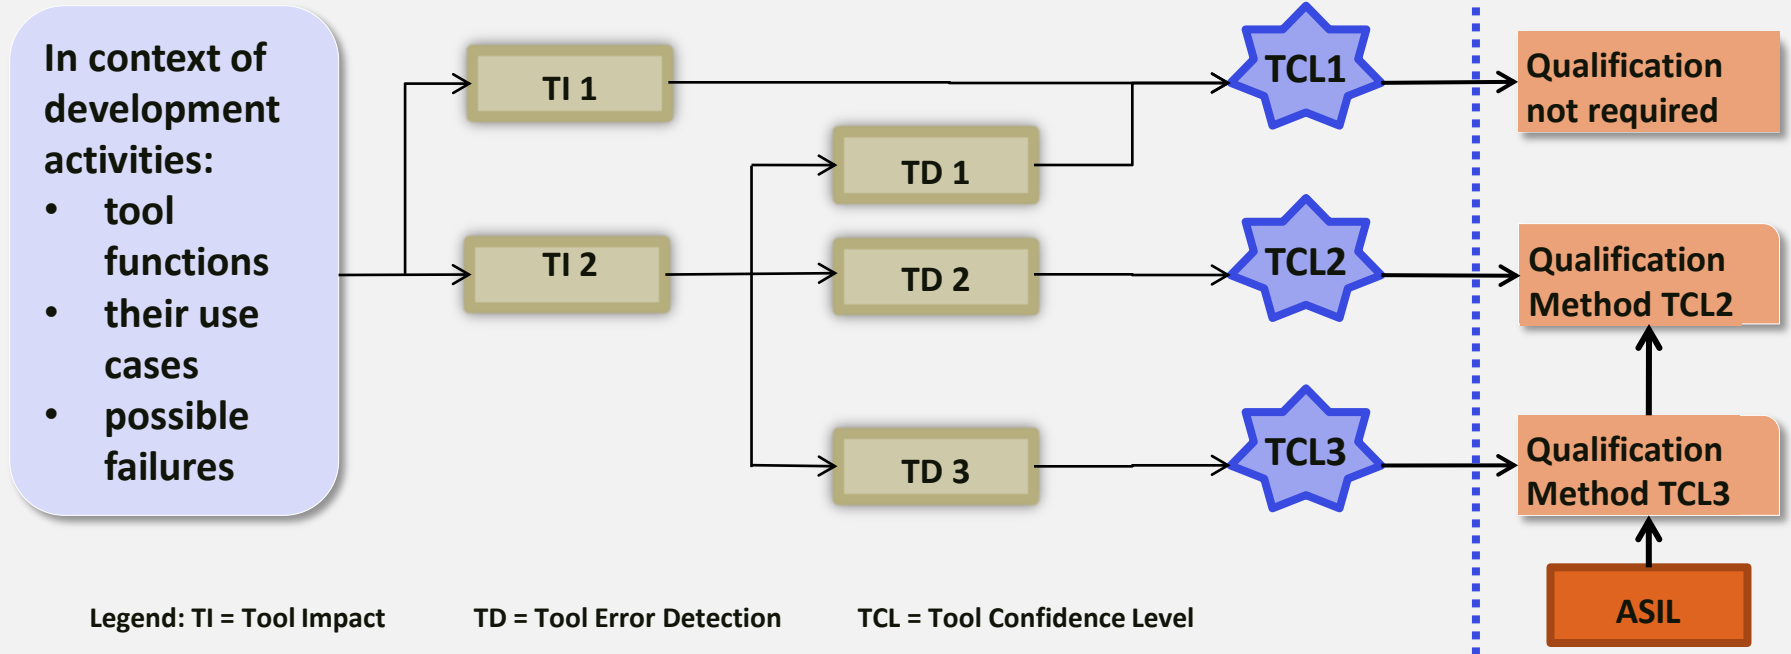 In context of
development
activities:
• tool
functions
• their use
cases
• possible
failures
TI 1
TI 2
TD 1
TD 2
TD 3
TCL1
TCL2
TCL3
Qualification
not required
Qualification
Method TCL2
Qualification
Method TCL3
ASIL
Legend: TI = Tool Impact TD = Tool Error Detection TCL = Tool Confidence Level